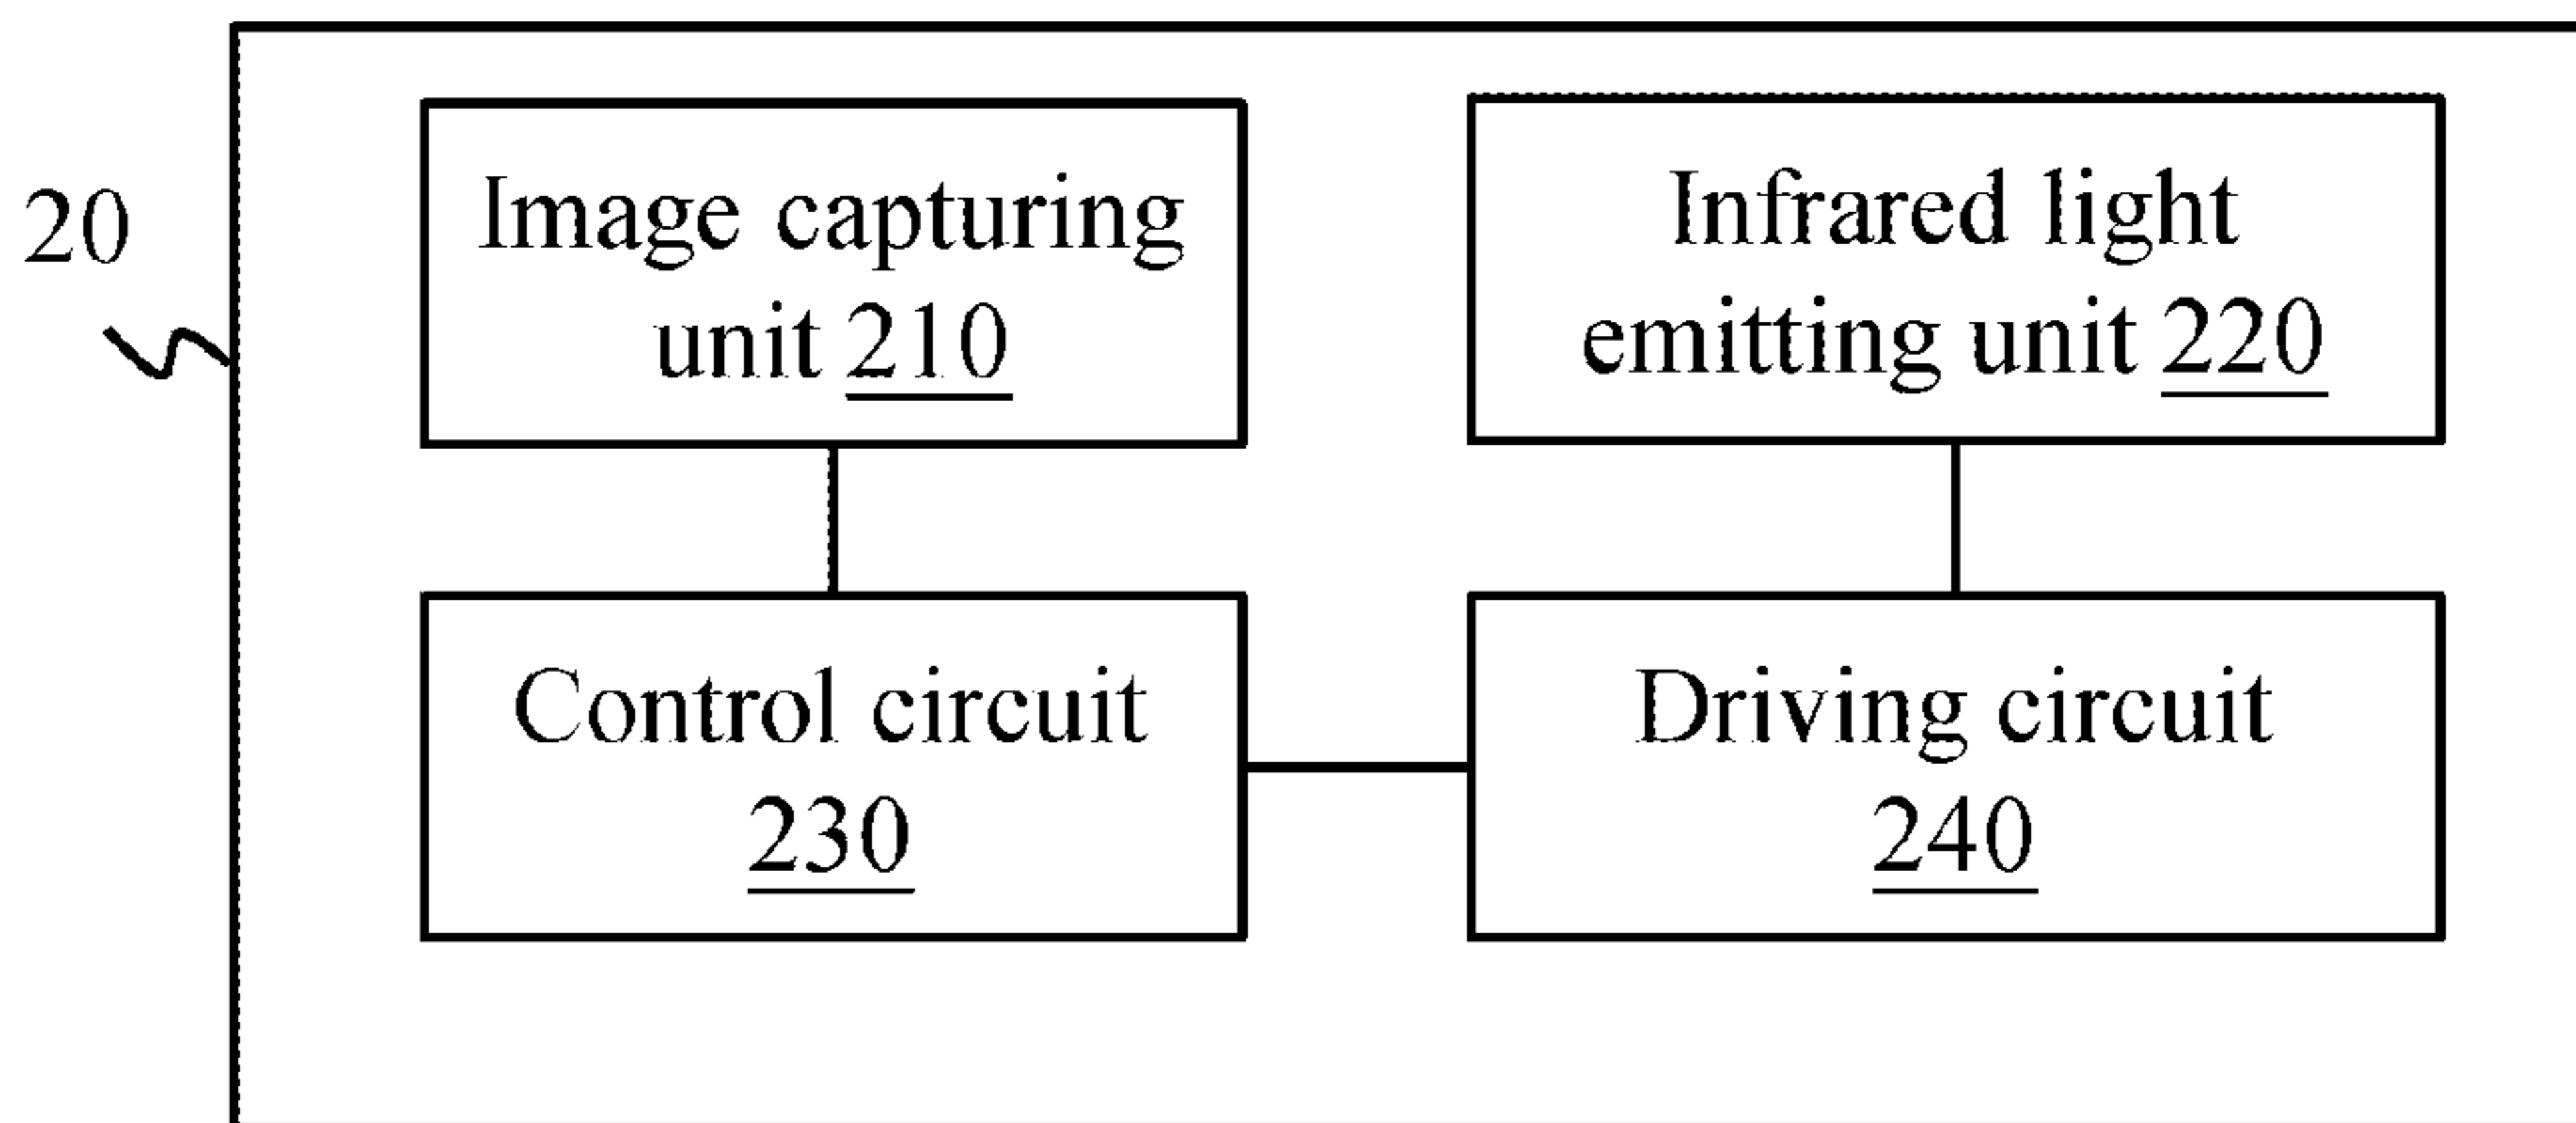 20
Image capturing
unit 210
Infrared light
emitting unit 220
Control circuit
230
Driving circuit
240